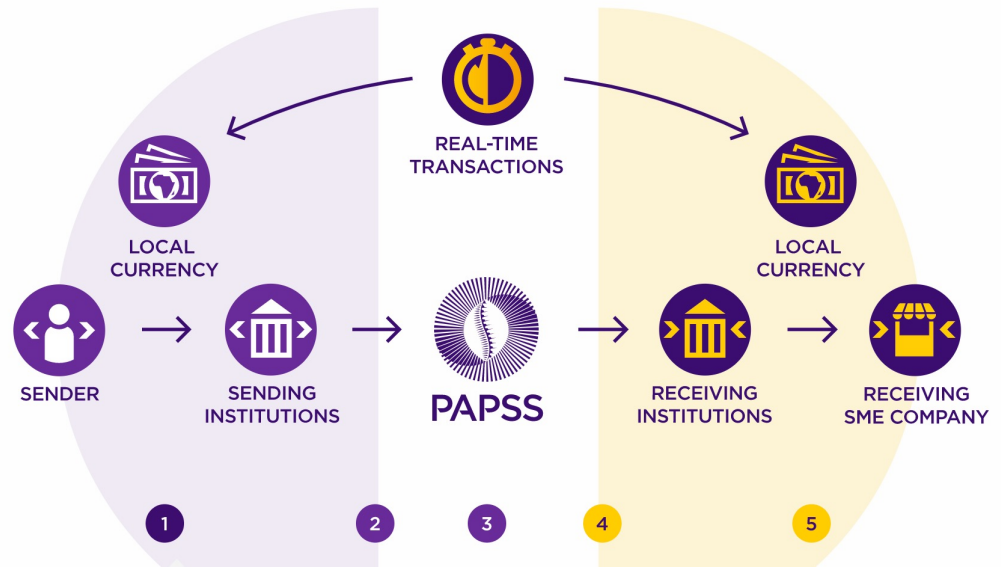 REAL-TIME
TRANSACTIONS
LOCAL
CURRENCY
LOCAL
CURRENCY
SENDER
SENDING
INSTITUTIONS
PAPSS
RECEIVING
INSTITUTIONS
RECEIVING
SME COMPANY
1
2
3
4
5